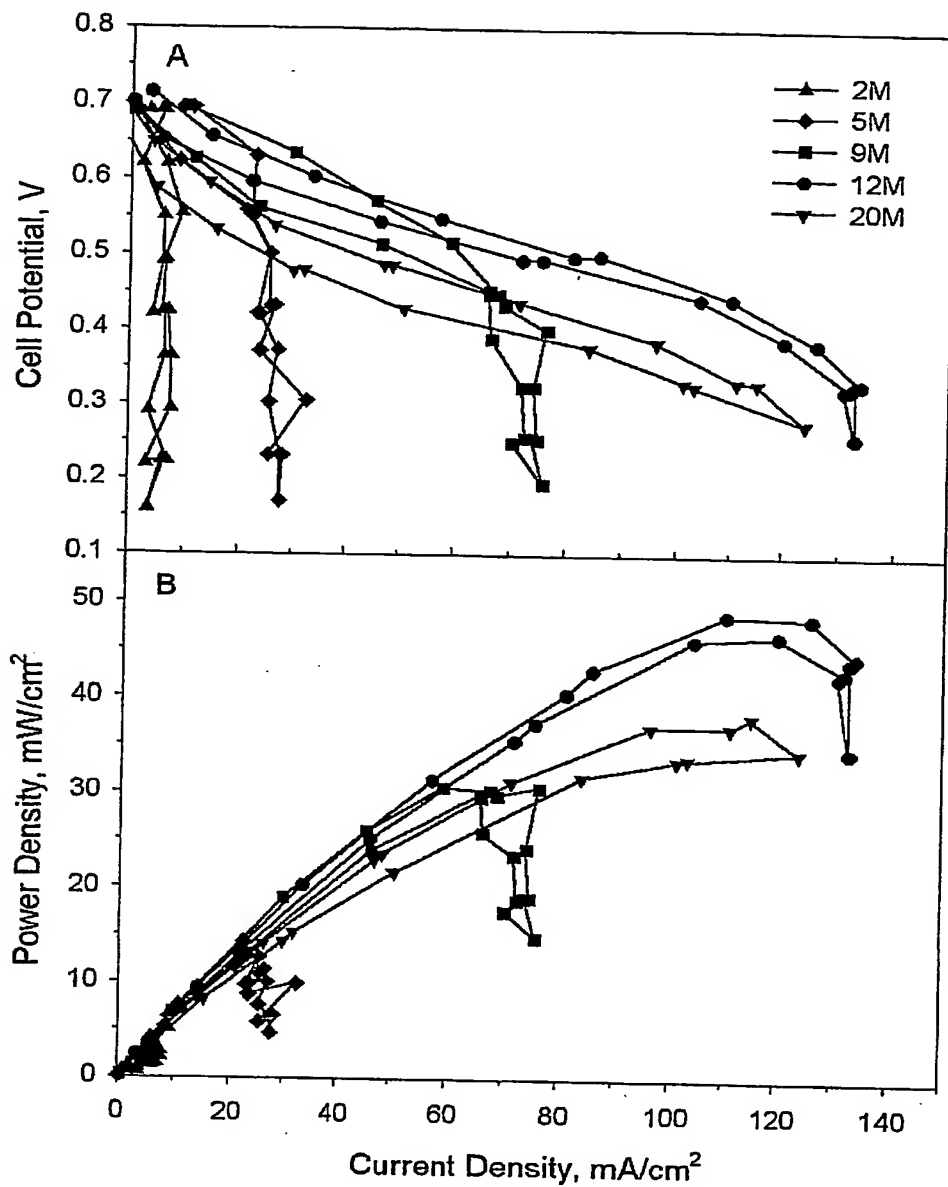 0.8
A
0.7
0.6
0.5
0.4
0.3
0.2
0.1
Cell Potential, V
2M
5M
9M
12M
20M
B
50
40
30
20
10
0
Power Density, mW/cm²
0 20 40 60 80 100 120 140
Current Density, mA/cm²